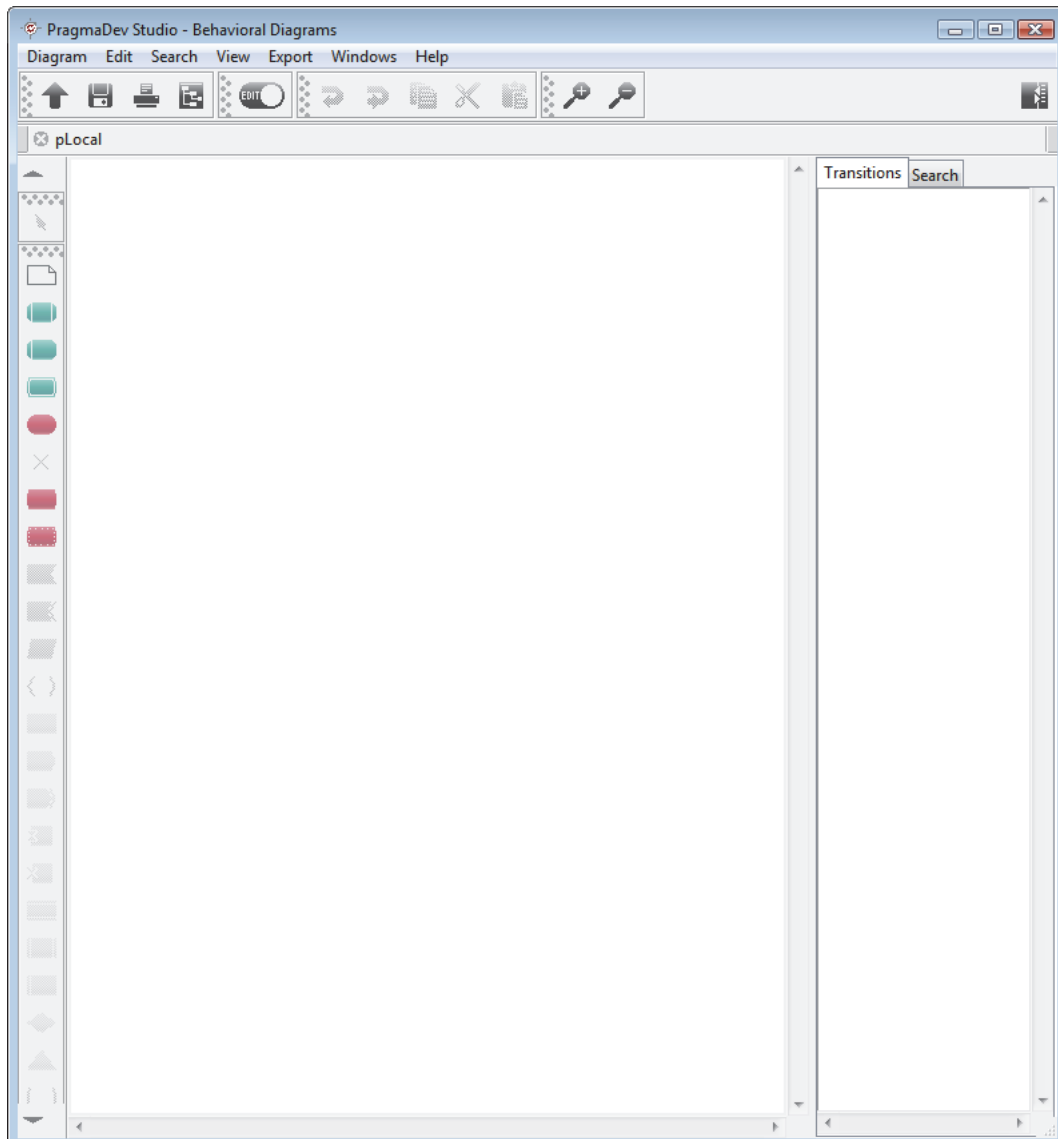 PragmaDev Studio - Behavioral Diagrams
Diagram Edit Search View Export Windows Help
EDIT
pLocal
Transitions Search